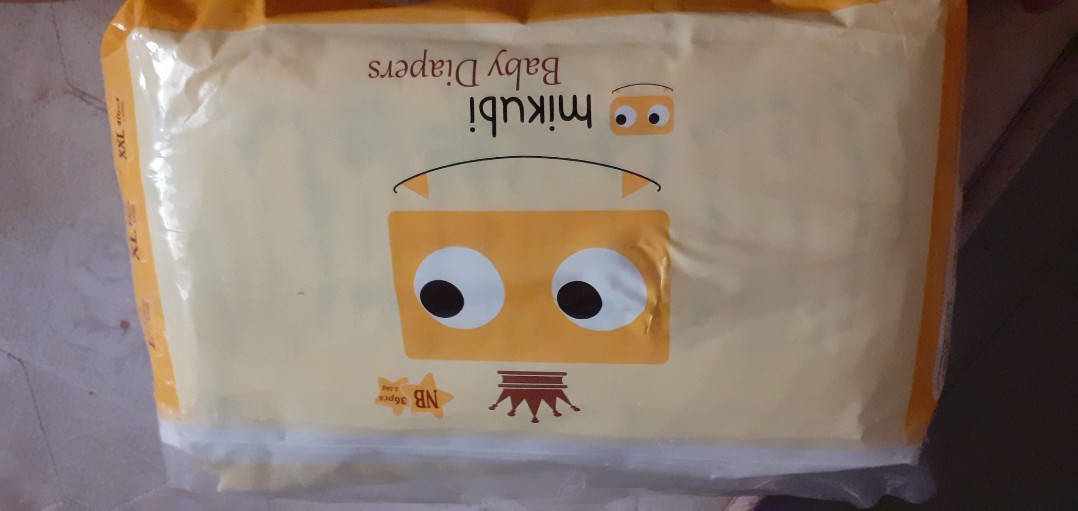 mikubi
Baby Diapers
NB 36pcs
XL
XXL